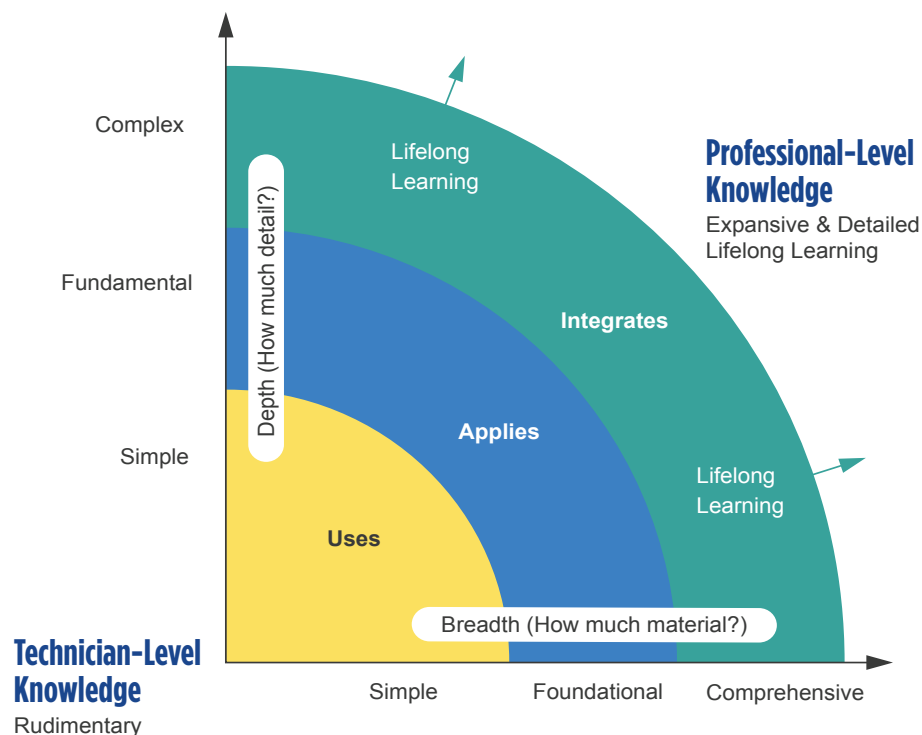 Complex
Fundamental
Simple
Depth (How much detail?)
Lifelong
Learning
Professional-Level
Knowledge
Expansive & Detailed
Lifelong Learning
Integrates
Applies
Uses
Lifelong
Learning
Breadth (How much material?)
Technician-Level
Knowledge
Rudimentary
Simple
Foundational
Comprehensive